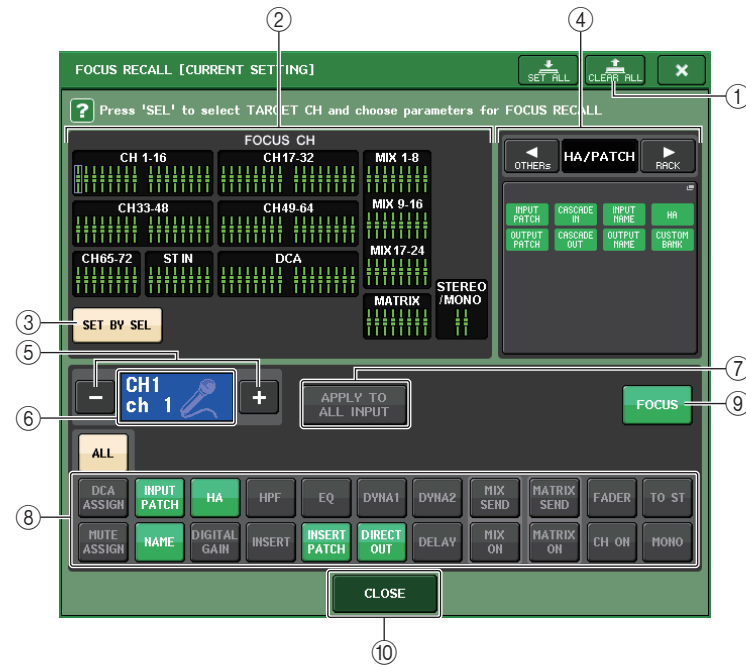 ② ④
FOCUS RECALL [CURRENT SETTING]
SET ALL
CLEAR ALL
①
? Press 'SEL' to select TARGET CH and choose parameters for FOCUS RECALL
FOCUS CH
CH 1-16
CH17-32
MIX 1-8
CH33-48
CH49-64
MIX 9-16
CH65-72
ST IN
DCA
MIX17-24
MATRIX
STEREO
/MONO
OTHERs
HA/PATCH
RACK
INPUT PATCH
CASCADE IN
INPUT NAME
HA
OUTPUT PATCH
CASCADE OUT
OUTPUT NAME
CUSTOM BANK
③
SET BY SEL
⑤
⑥
−
CH1
ch 1
+
APPLY TO
ALL INPUT
⑦
FOCUS
⑨
ALL
⑧
DCA ASSIGN
INPUT PATCH
HA
HPF
EQ
DYNA1
DYNA2
MIX SEND
MATRIX SEND
FADER
TO ST
MUTE ASSIGN
NAME
DIGITAL GAIN
INSERT
INSERT PATCH
DIRECT OUT
DELAY
MIX ON
MATRIX ON
CH ON
MONO
CLOSE
⑩